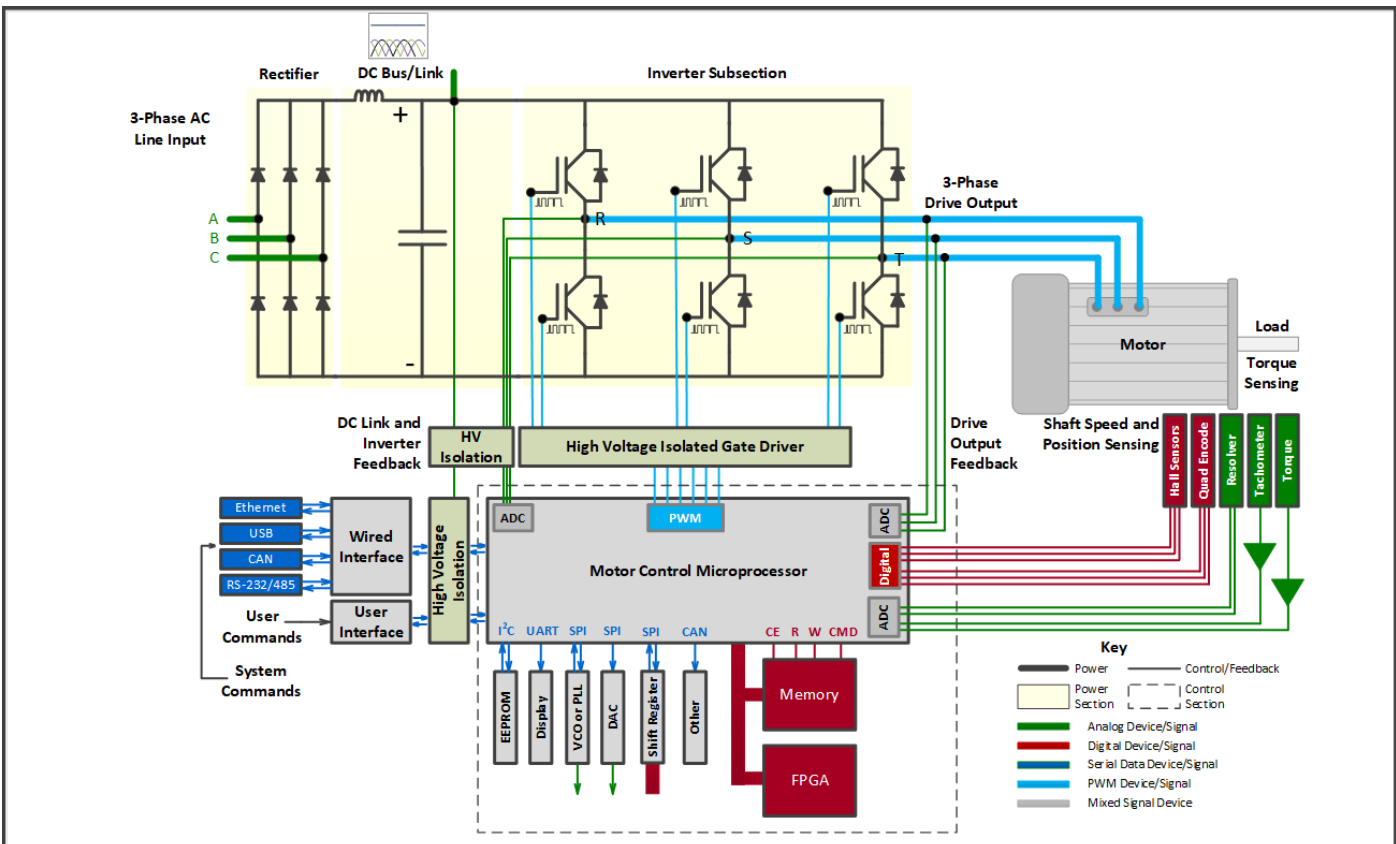 Rectifier
DC Bus/Link
Inverter Subsection
3-Phase AC
Line Input
+
-
A
B
C
R
S
T
3-Phase
Drive Output
Motor
Load
Torque
Sensing
DC Link and
Inverter
Feedback
HV
Isolation
High Voltage Isolated Gate Driver
Drive
Output
Feedback
Shaft Speed and
Position Sensing
Hall Sensors
Quad Encode
Resolver
Tachometer
Torque
Ethernet
USB
CAN
RS-232/485
Wired
Interface
User
Interface
High Voltage
Isolation
User
Commands
System
Commands
ADC
PWM
ADC
Digital
ADC
Motor Control Microprocessor
I²C
UART
SPI
SPI
SPI
CAN
CE
R
W
CMD
EEPROM
Display
VCO or PLL
DAC
Shift Register
Other
Memory
FPGA
Key
Power
Control/Feedback
Power
Section
Control
Section
Analog Device/Signal
Digital Device/Signal
Serial Data Device/Signal
PWM Device/Signal
Mixed Signal Device